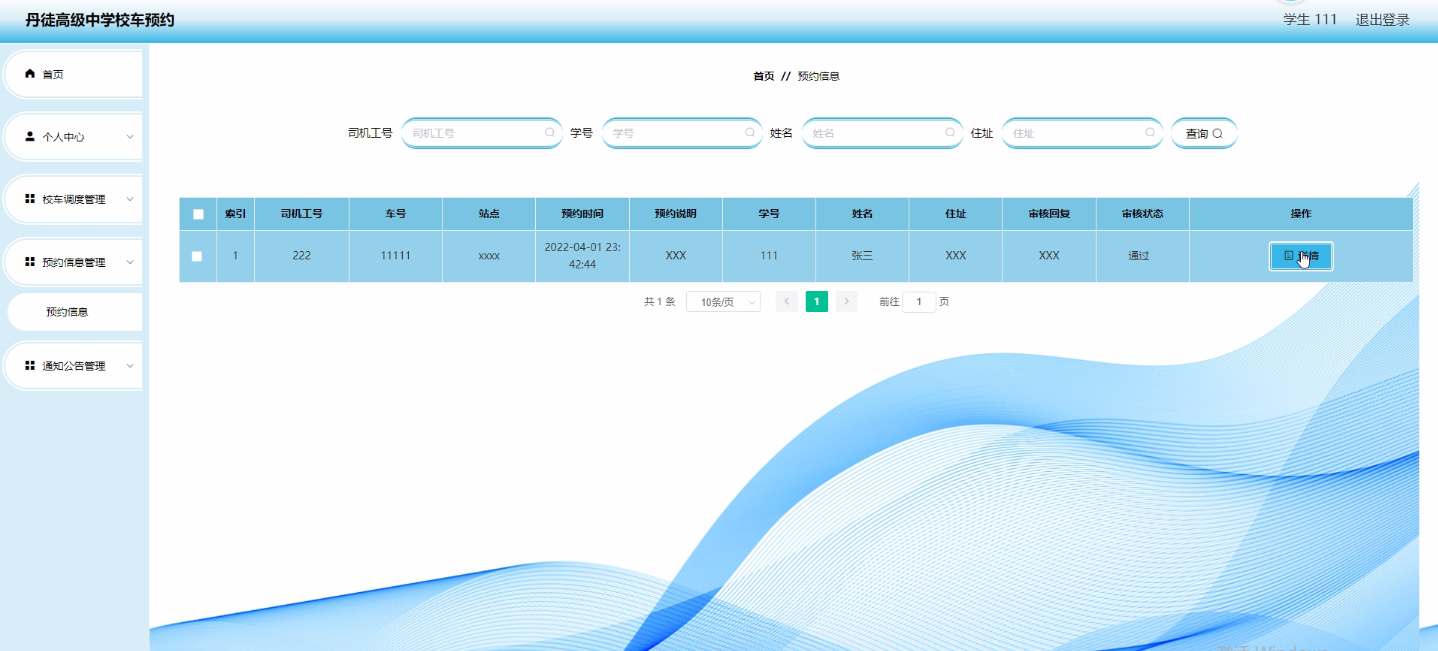 丹徒高级中学校车预约
学生 111 退出登录
首页
个人中心
校车调度管理
预约信息管理
预约信息
通知公告管理
首页 // 预约信息
司机工号 司机工号 学号 学号 姓名 姓名 住址 住址 查询
索引 司机工号 车号 站点 预约时间 预约说明 学号 姓名 住址 审核回复 审核状态 操作
1 222 11111 xxxx 2022-04-01 23:42:44 XXX 111 张三 XXX XXX 通过 详情
共 1 条 10条/页 1 前往 1 页